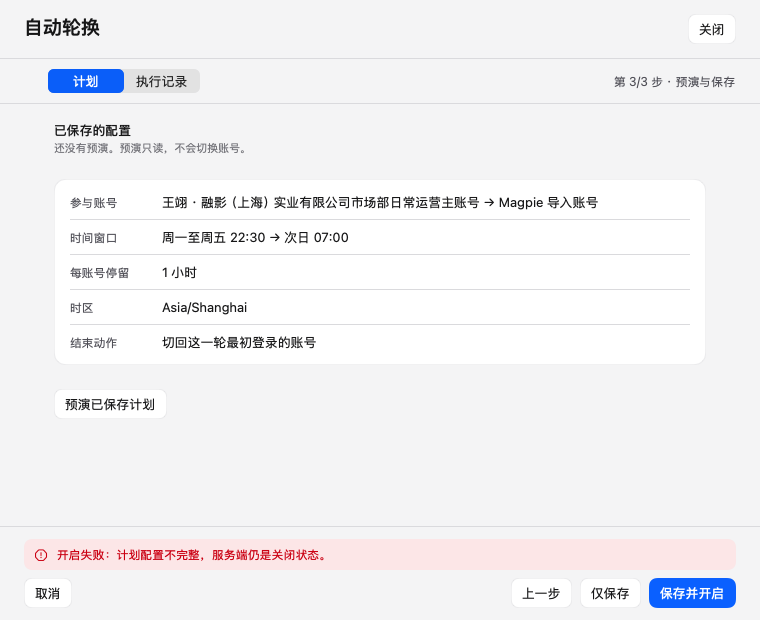 自动轮换
关闭
计划
执行记录
第 3/3 步 · 预演与保存
已保存的配置
还没有预演。预演只读，不会切换账号。
参与账号
王翊 · 融影（上海）实业有限公司市场部日常运营主账号 → Magpie 导入账号
时间窗口
周一至周五 22:30 → 次日 07:00
每账号停留
1 小时
时区
Asia/Shanghai
结束动作
切回这一轮最初登录的账号
预演已保存计划
开启失败：计划配置不完整，服务端仍是关闭状态。
取消
上一步
仅保存
保存并开启